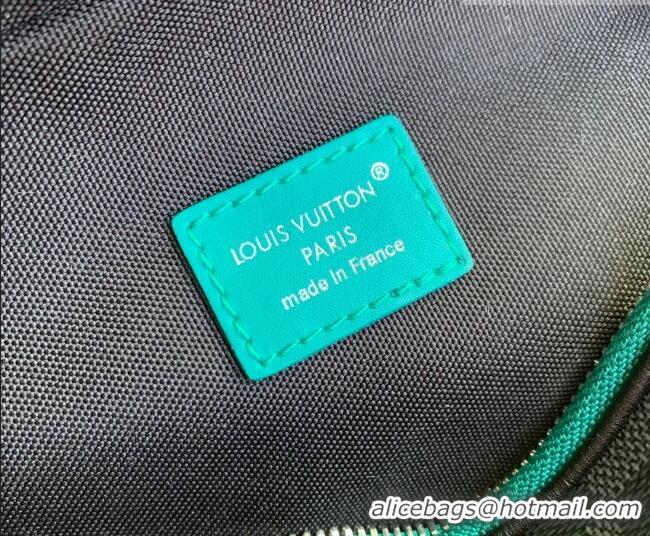 LOUIS VUITTON®
PARIS
made in France
alicebags@hotmail.com